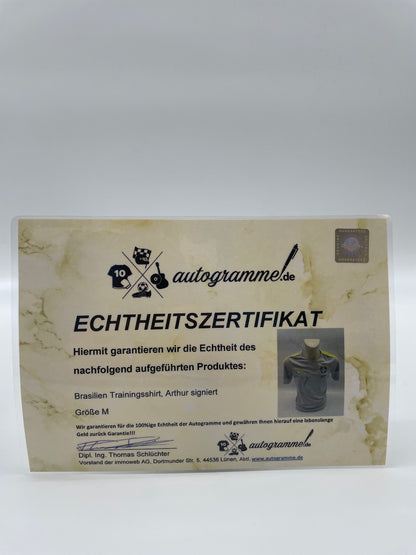 10
autogramme.de
ECHTHEITSZERTIFIKAT
Hiermit garantieren wir die Echtheit des
nachfolgend aufgeführten Produktes:
Brasilien Trainingsshirt, Arthur signiert
Größe M
Wir garantieren für die 100%ige Echtheit der Autogramme und gewähren Ihnen hierauf eine lebenslange
Geld zurück Garantie!!!
Dipl. Ing. Thomas Schlüchter
Vorstand der immoweb AG, Dortmunder Str. 5, 44536 Lünen, Abtl. www.autogramme.de
autogramme.de